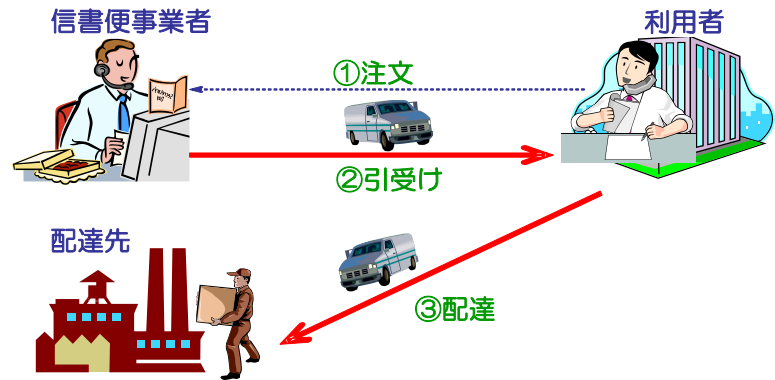 信書便事業者
利用者
①注文
②引受け
配達先
③配達